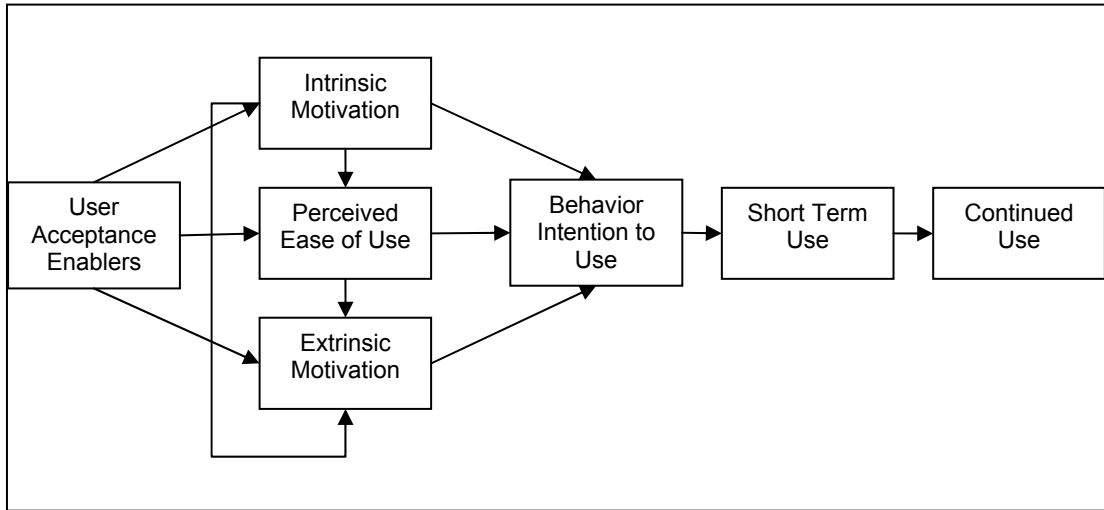 Intrinsic
Motivation
User
Acceptance
Enablers
Perceived
Ease of Use
Extrinsic
Motivation
Behavior
Intention to
Use
Short Term
Use
Continued
Use